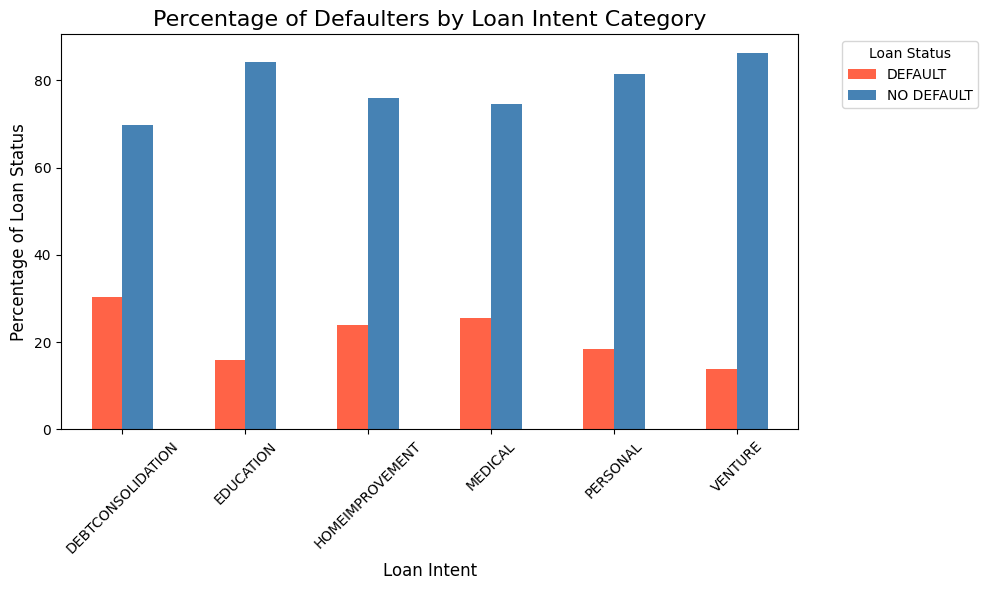 Percentage of Defaulters by Loan Intent Category
Loan Status
DEFAULT
NO DEFAULT
Percentage of Loan Status
80
60
40
20
0
DEBTCONSOLIDATION
EDUCATION
HOMEIMPROVEMENT
MEDICAL
PERSONAL
VENTURE
Loan Intent